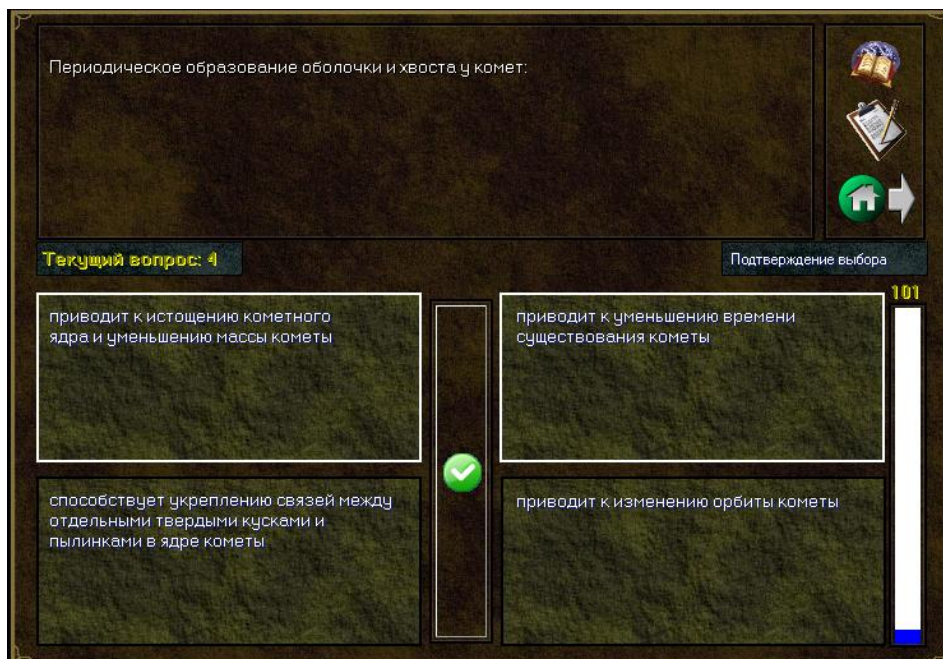 Периодическое образование оболочки и хвоста у комет:
Текущий вопрос: 4
Подтверждение выбора
101
приводит к истощению кометного
ядра и уменьшению массы кометы
приводит к уменьшению времени
существования кометы
способствует укреплению связей между
отдельными твердыми кусками и
пылинками в ядре кометы
приводит к изменению орбиты кометы